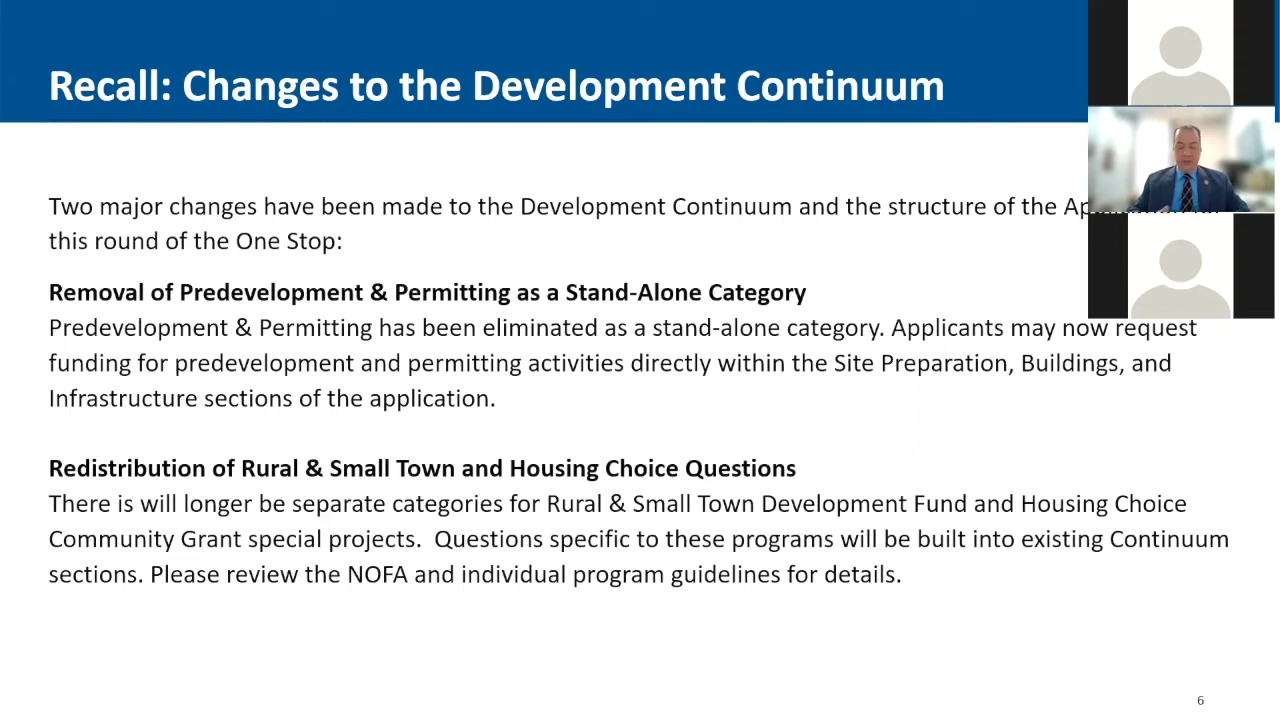 Recall: Changes to the Development Continuum
Two major changes have been made to the Development Continuum and the structure of the
this round of the One Stop:
Removal of Predevelopment & Permitting as a Stand-Alone Category
Predevelopment & Permitting has been eliminated as a stand-alone category. Applicants may now request
funding for predevelopment and permitting activities directly within the Site Preparation, Buildings, and
Infrastructure sections of the application.
Redistribution of Rural & Small Town and Housing Choice Questions
There is will longer be separate categories for Rural & Small Town Development Fund and Housing Choice
Community Grant special projects.  Questions specific to these programs will be built into existing Continuum
sections. Please review the NOFA and individual program guidelines for details.
6